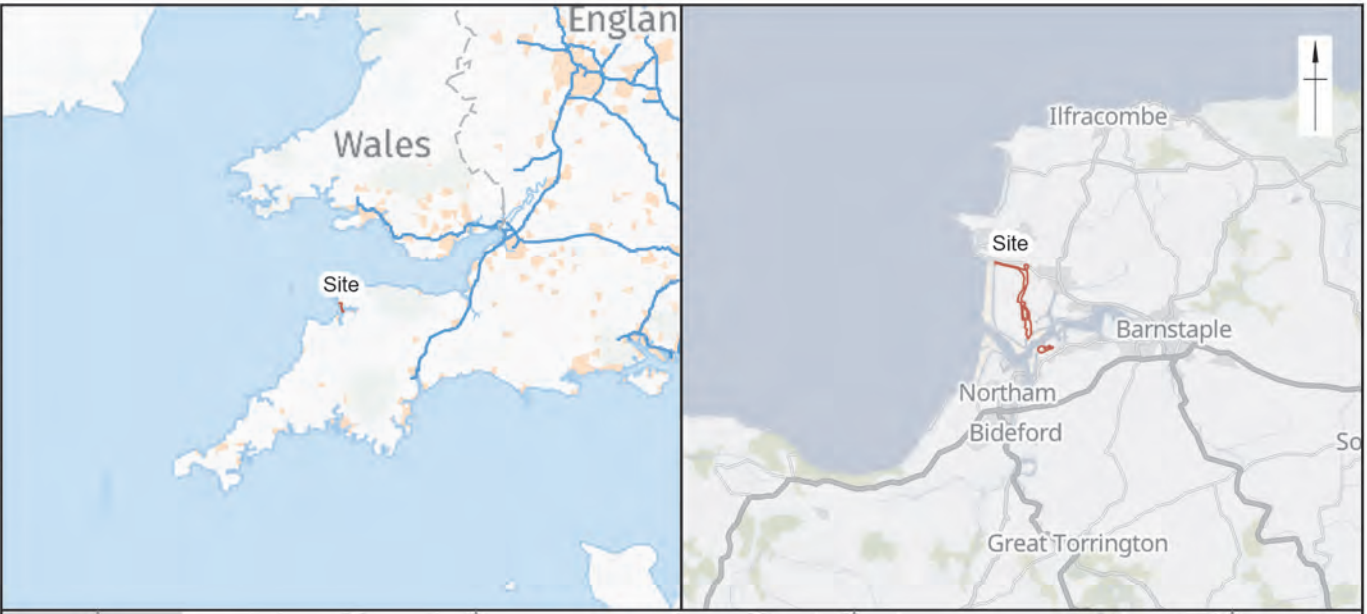 Englan
Wales
Site
Ilfracombe
Site
Barnstaple
Northam
Bideford
So
Great Torrington